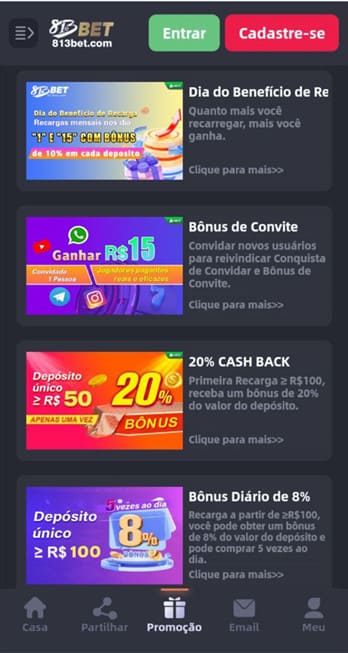 813BET
813bet.com
Entrar
Cadastre-se
813BET
Dia do Benefício de Recarga
Recargas mensais nos dia
"1" E "15" COM BÔNUS
de 10% em cada deposito
Dia do Benefício de Re
Quanto mais você
recarregar, mais você
ganha.
Clique para mais>>
Ganhar R$15
Convidado
1 Pessoa
Jogadores pagantes
reais e eficazes
Bônus de Convite
Convidar novos usuários
para reivindicar Conquista
de Convidar e Bônus de
Convite.
Clique para mais>>
Depósito
único
≥ R$ 50
APENAS UMA VEZ
20%
BÔNUS
20% CASH BACK
Primeira Recarga ≥ R$100,
receba um bônus de 20%
do valor do depósito.
Clique para mais>>
Depósito
único
≥ R$ 100
5 vezes ao dia
8%
BÔNUS
Bônus Diário de 8%
Recarga a partir de ≥R$100,
você pode obter um bônus
de 8% do valor do depósito e
pode comprar 5 vezes ao
dia.
Clique para mais>>
Casa
Partilhar
Promoção
Email
Meu